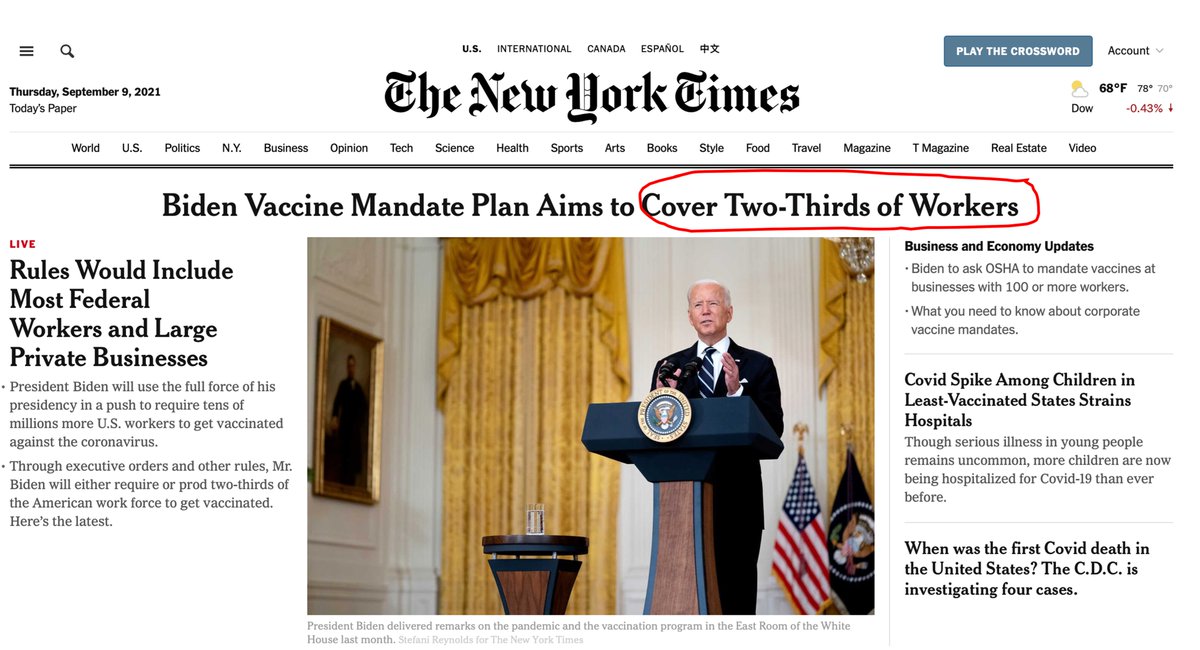 U.S. INTERNATIONAL CANADA ESPAÑOL 中文
PLAY THE CROSSWORD Account
Thursday, September 9, 2021
Today's Paper
The New York Times
68°F 78° 70°
Dow -0.43% ↓
World U.S. Politics N.Y. Business Opinion Tech Science Health Sports Arts Books Style Food Travel Magazine T Magazine Real Estate Video
Biden Vaccine Mandate Plan Aims to Cover Two-Thirds of Workers
LIVE
Rules Would Include
Most Federal
Workers and Large
Private Businesses
• President Biden will use the full force of his
presidency in a push to require tens of
millions more U.S. workers to get vaccinated
against the coronavirus.
• Through executive orders and other rules, Mr.
Biden will either require or prod two-thirds of
the American work force to get vaccinated.
Here's the latest.
President Biden delivered remarks on the pandemic and the vaccination program in the East Room of the White
House last month. Stefani Reynolds for The New York Times
Business and Economy Updates
• Biden to ask OSHA to mandate vaccines at
businesses with 100 or more workers.
• What you need to know about corporate
vaccine mandates.
Covid Spike Among Children in
Least-Vaccinated States Strains
Hospitals
Though serious illness in young people
remains uncommon, more children are now
being hospitalized for Covid-19 than ever
before.
When was the first Covid death in
the United States? The C.D.C. is
investigating four cases.